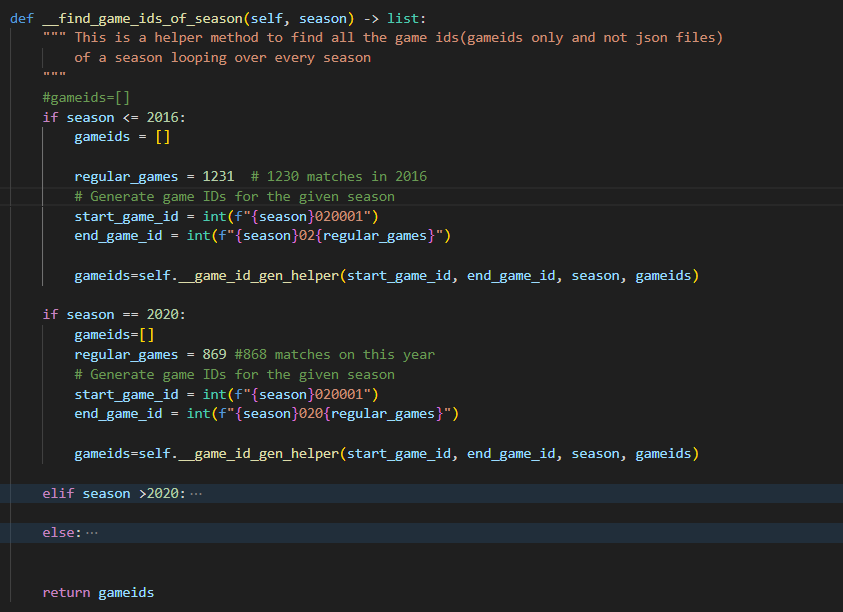 def __find_game_ids_of_season(self, season) -> list:
""" This is a helper method to find all the game ids(gameids only and not json files)
of a season looping over every season
"""
#gameids=[]
if season <= 2016:
gameids = []
regular_games = 1231  # 1230 matches in 2016
# Generate game IDs for the given season
start_game_id = int(f"{season}020001")
end_game_id = int(f"{season}02{regular_games}")
gameids=self.__game_id_gen_helper(start_game_id, end_game_id, season, gameids)
if season == 2020:
gameids=[]
regular_games = 869 #868 matches on this year
# Generate game IDs for the given season
start_game_id = int(f"{season}020001")
end_game_id = int(f"{season}020{regular_games}")
gameids=self.__game_id_gen_helper(start_game_id, end_game_id, season, gameids)
elif season >2020: ⋯
else: ⋯
return gameids